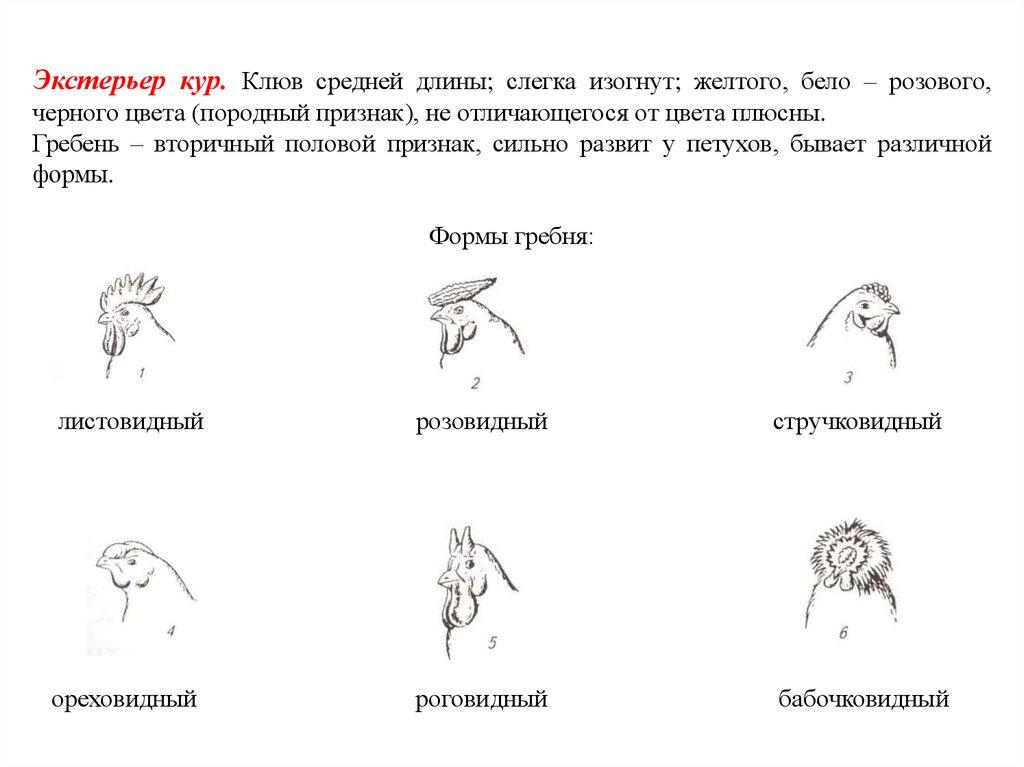 Экстерьер кур. Клюв средней длины; слегка изогнут; желтого, бело – розового,
черного цвета (породный признак), не отличающегося от цвета плюсны.
Гребень – вторичный половой признак, сильно развит у петухов, бывает различной
формы.
Формы гребня:
1 2 3
листовидный розовидный стручковидный
4 5 6
ореховидный роговидный бабочковидный